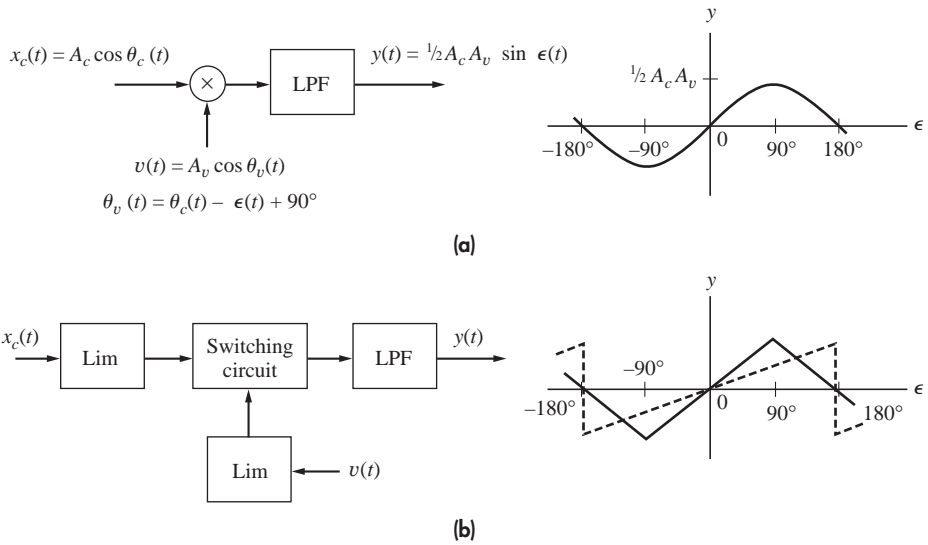 x_c(t) = A_c cos θ_c (t)
×
LPF
y(t) = ½ A_c A_v sin ϵ(t)
v(t) = A_v cos θ_v(t)
θ_v (t) = θ_c(t) – ϵ(t) + 90°
y
½ A_c A_v
ϵ
–180°
–90°
0
90°
180°
(a)
x_c(t)
Lim
Switching
circuit
LPF
y(t)
Lim
v(t)
y
–90°
ϵ
–180°
0
90°
180°
(b)